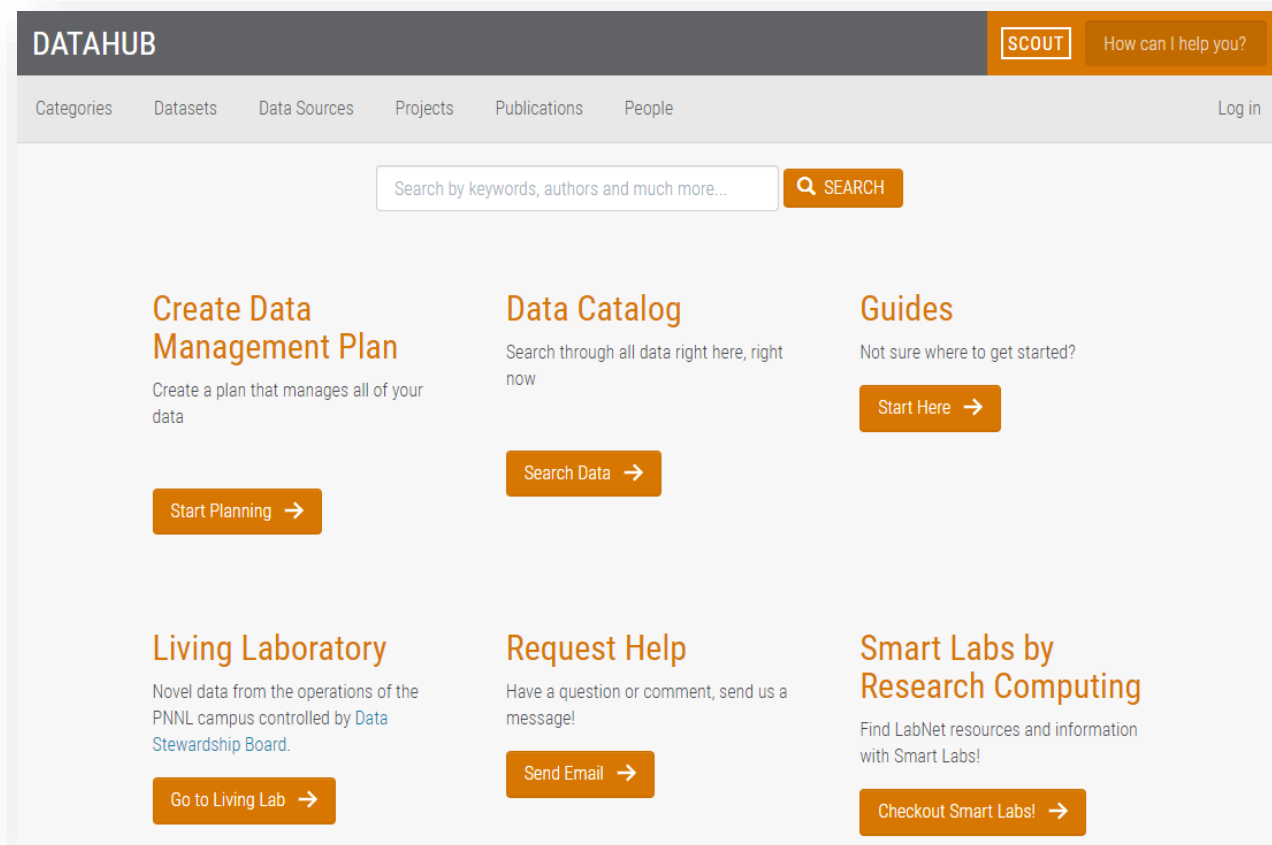 DATAHUB
SCOUT
How can I help you?
Categories
Datasets
Data Sources
Projects
Publications
People
Log in
Search by keywords, authors and much more...
SEARCH
Create Data
Management Plan
Create a plan that manages all of your
data
Start Planning
Data Catalog
Search through all data right here, right
now
Search Data
Guides
Not sure where to get started?
Start Here
Living Laboratory
Novel data from the operations of the
PNNL campus controlled by Data
Stewardship Board.
Go to Living Lab
Request Help
Have a question or comment, send us a
message!
Send Email
Smart Labs by
Research Computing
Find LabNet resources and information
with Smart Labs!
Checkout Smart Labs!